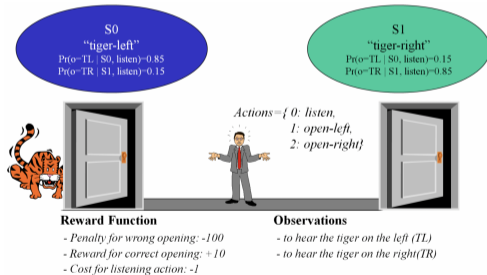 S0
"tiger-left"
Pr(o=TL | S0, listen)=0.85
Pr(o=TR | S1, listen)=0.15
S1
"tiger-right"
Pr(o=TL | S0, listen)=0.15
Pr(o=TR | S1, listen)=0.85
Actions={ 0: listen,
1: open-left,
2: open-right}
Reward Function
- Penalty for wrong opening: -100
- Reward for correct opening: +10
- Cost for listening action: -1
Observations
- to hear the tiger on the left (TL)
- to hear the tiger on the right(TR)